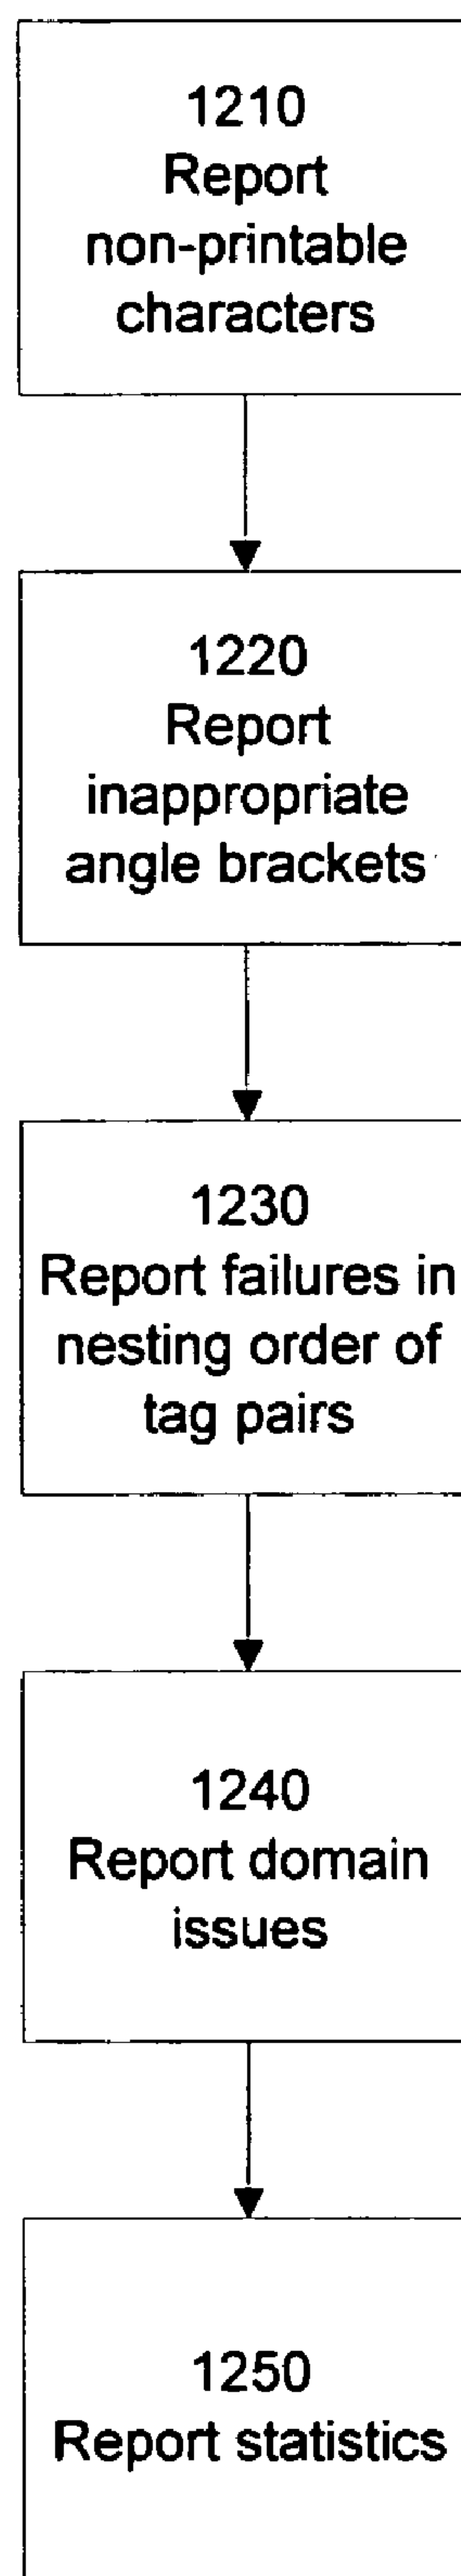 1210
Report
non-printable
characters
1220
Report
inappropriate
angle brackets
1230
Report failures in
nesting order of
tag pairs
1240
Report domain
issues
1250
Report statistics